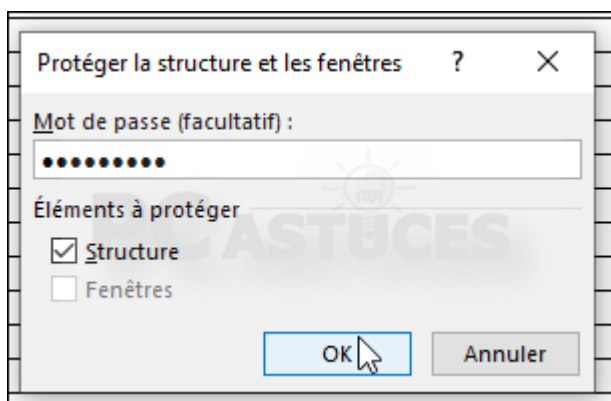 Protéger la structure et les fenêtres ? ×
Mot de passe (facultatif) :
•••••••••
Éléments à protéger
PC ASTUCES
Structure
Fenêtres
OK Annuler